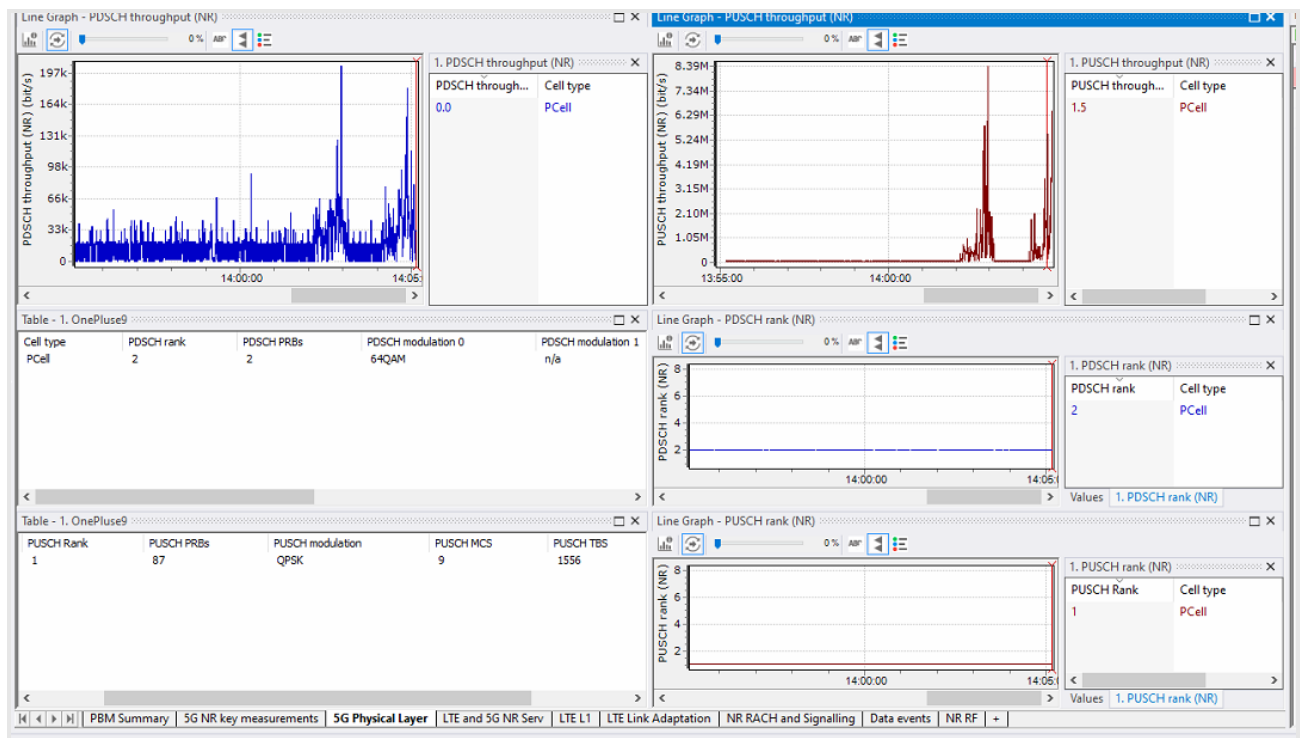 Line Graph - PDSCH throughput (NR)
0 % ABC
PDSCH throughput (NR) (bit/s)
197k
164k
131k
98k
66k
33k
0
14:00:00 14:05:
1. PDSCH throughput (NR)
PDSCH through... Cell type
0.0 PCell
Line Graph - PUSCH throughput (NR)
0 % ABC
PUSCH throughput (NR) (bit/s)
8.39M
7.34M
6.29M
5.24M
4.19M
3.15M
2.10M
1.05M
0
13:55:00 14:00:00
1. PUSCH throughput (NR)
PUSCH through... Cell type
1.5 PCell
Table - 1. OnePluse9
Cell type PDSCH rank PDSCH PRBs PDSCH modulation 0 PDSCH modulation 1
PCell 2 2 64QAM n/a
Line Graph - PDSCH rank (NR)
0 % ABC
PDSCH rank (NR)
8
6
4
2
14:00:00 14:05:
1. PDSCH rank (NR)
PDSCH rank Cell type
2 PCell
Values 1. PDSCH rank (NR)
Table - 1. OnePluse9
PUSCH Rank PUSCH PRBs PUSCH modulation PUSCH MCS PUSCH TBS
1 87 QPSK 9 1556
Line Graph - PUSCH rank (NR)
0 % ABC
PUSCH rank (NR)
8
6
4
2
14:00:00 14:05:
1. PUSCH rank (NR)
PUSCH Rank Cell type
1 PCell
Values 1. PUSCH rank (NR)
PBM Summary 5G NR key measurements 5G Physical Layer LTE and 5G NR Serv LTE L1 LTE Link Adaptation NR RACH and Signalling Data events NR RF +